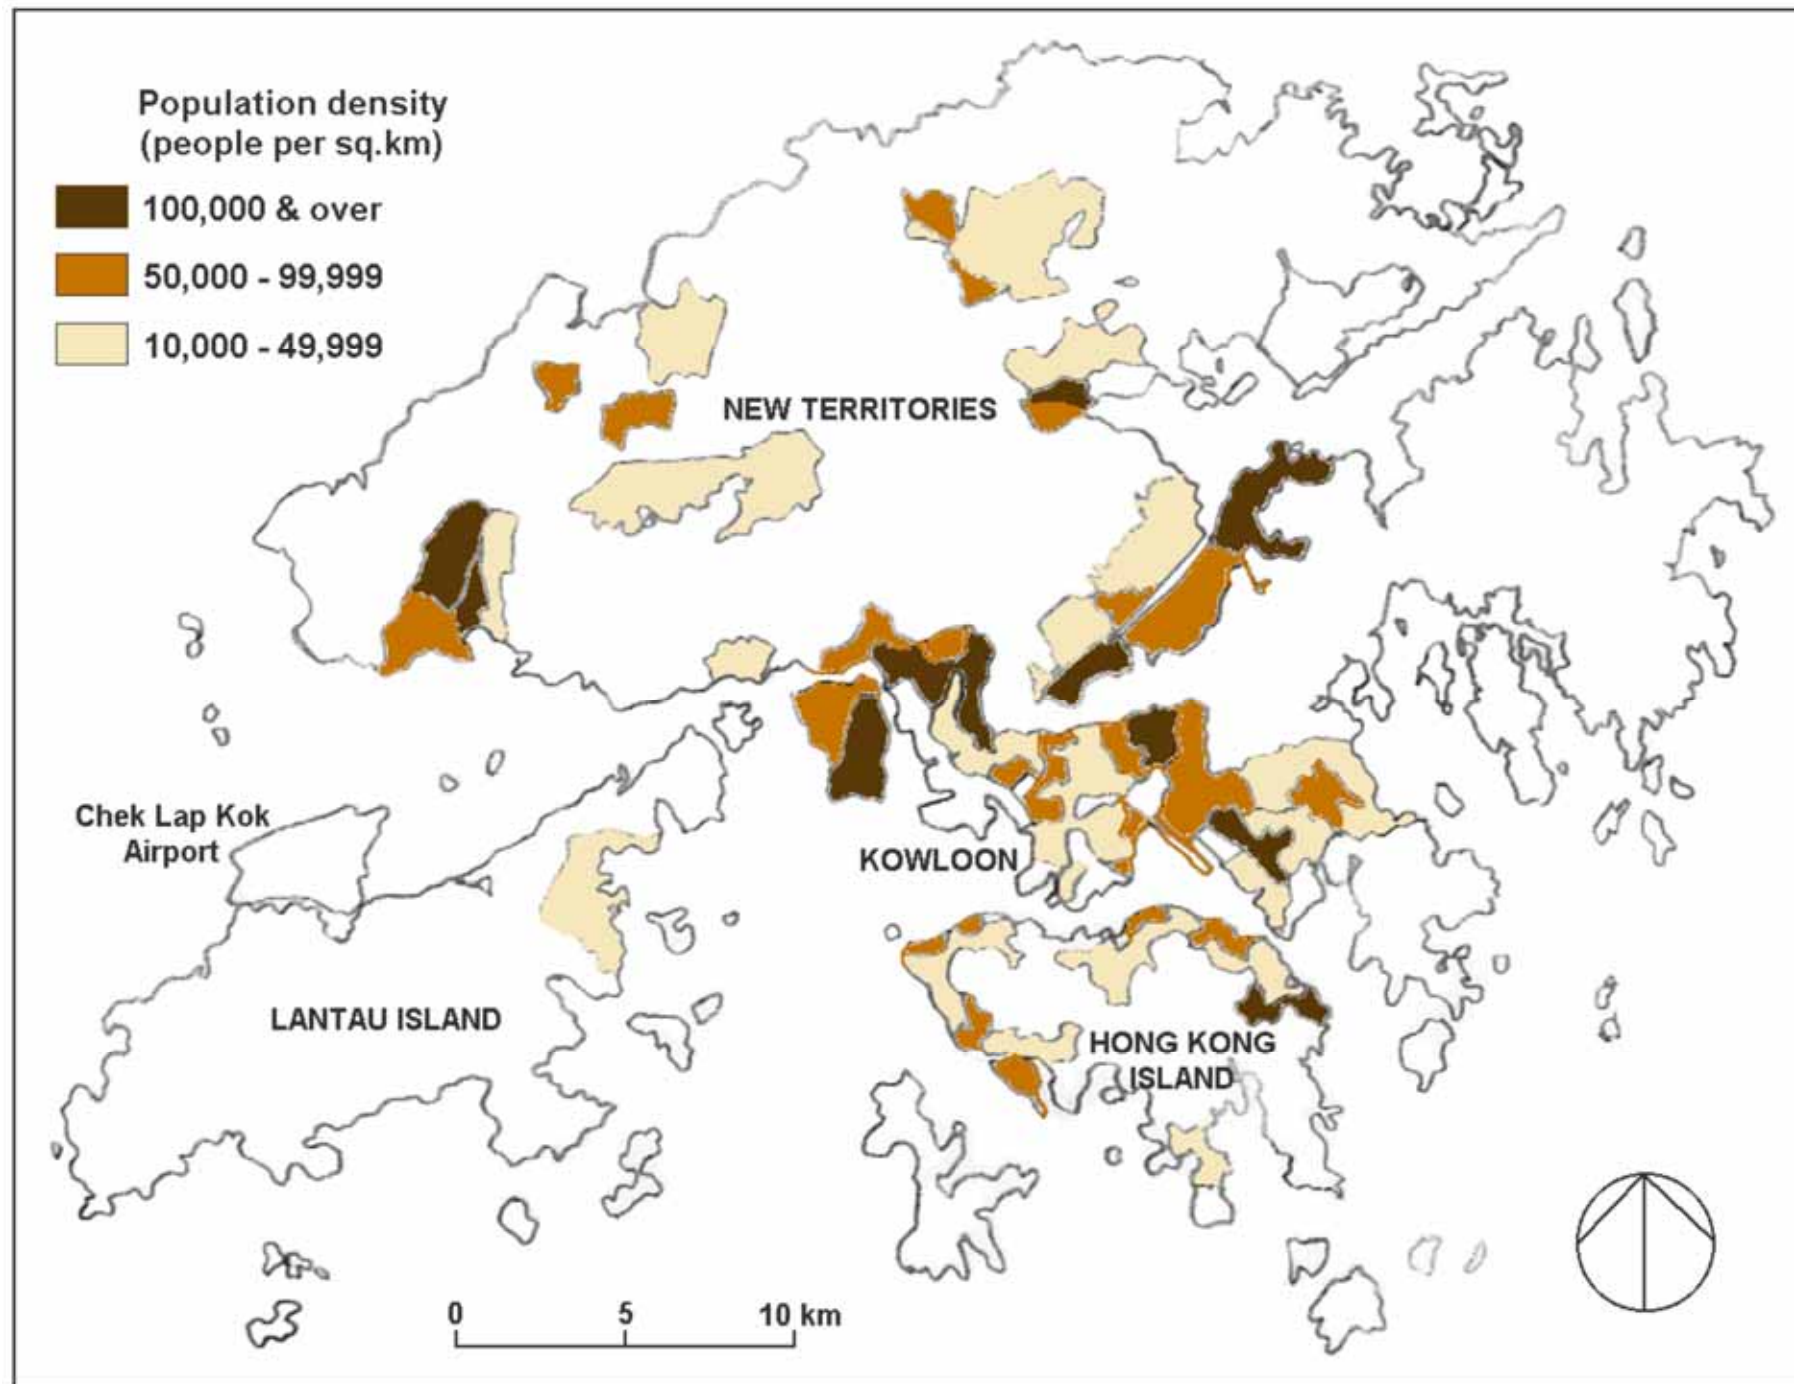 Population density
(people per sq.km)
100,000 & over
50,000 - 99,999
10,000 - 49,999
NEW TERRITORIES
Chek Lap Kok
Airport
KOWLOON
LANTAU ISLAND
HONG KONG
ISLAND
0 5 10 km